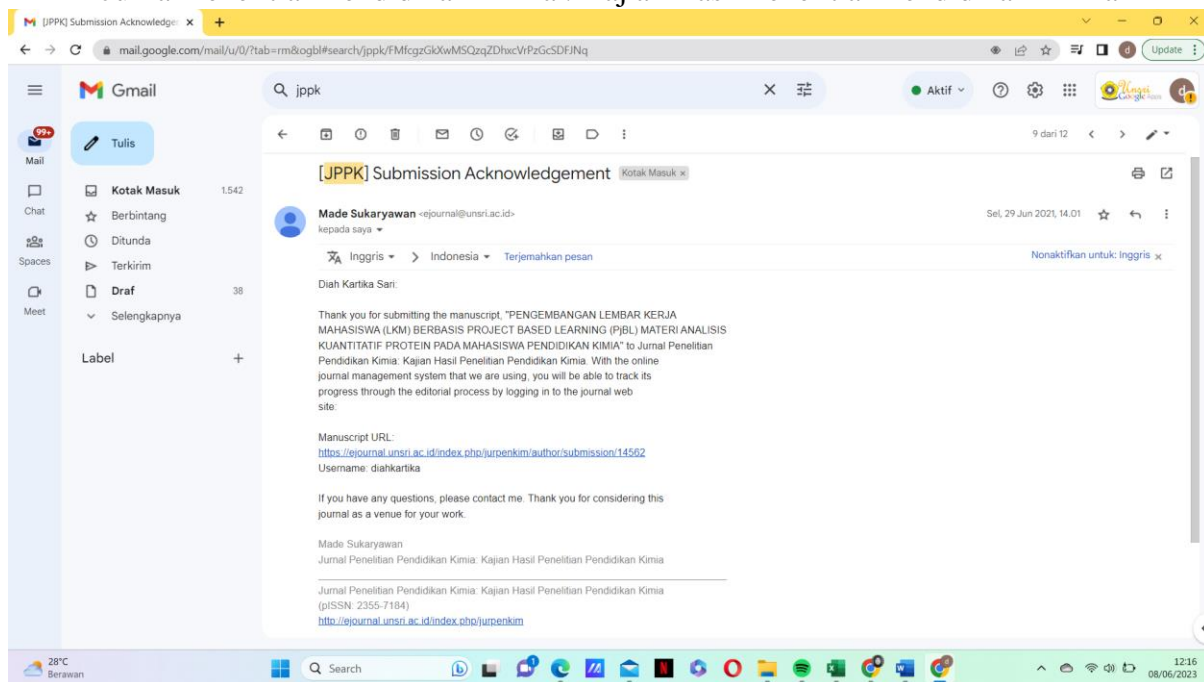 [JPPK] Submission Acknowledge
mail.google.com/mail/u/0/?tab=rm&ogbl#search/jppk/FMfcgzGkXwMSQzqZDhxcVrPzGcSDFJNq
Update
Gmail
jppk
Aktif
99+
Mail
Chat
Spaces
Meet
Tulis
Kotak Masuk 1.542
Berbintang
Ditunda
Terkirim
Draf 38
Selengkapnya
Label
9 dari 12
[JPPK] Submission Acknowledgement Kotak Masuk ×
Made Sukaryawan <ejournal@unsri.ac.id>
Sel, 29 Jun 2021, 14.01
kepada saya
Inggris > Indonesia Terjemahkan pesan
Nonaktifkan untuk: Inggris ×
Diah Kartika Sari:
Thank you for submitting the manuscript, "PENGEMBANGAN LEMBAR KERJA
MAHASISWA (LKM) BERBASIS PROJECT BASED LEARNING (PjBL) MATERI ANALISIS
KUANTITATIF PROTEIN PADA MAHASISWA PENDIDIKAN KIMIA" to Jurnal Penelitian
Pendidikan Kimia: Kajian Hasil Penelitian Pendidikan Kimia. With the online
journal management system that we are using, you will be able to track its
progress through the editorial process by logging in to the journal web
site:
Manuscript URL:
https://ejournal.unsri.ac.id/index.php/jurpenkim/author/submission/14562
Username: diahkartika
If you have any questions, please contact me. Thank you for considering this
journal as a venue for your work.
Made Sukaryawan
Jurnal Penelitian Pendidikan Kimia: Kajian Hasil Penelitian Pendidikan Kimia
Jurnal Penelitian Pendidikan Kimia: Kajian Hasil Penelitian Pendidikan Kimia
(pISSN: 2355-7184)
http://ejournal.unsri.ac.id/index.php/jurpenkim
28°C
Berawan
Search
12:16
08/06/2023